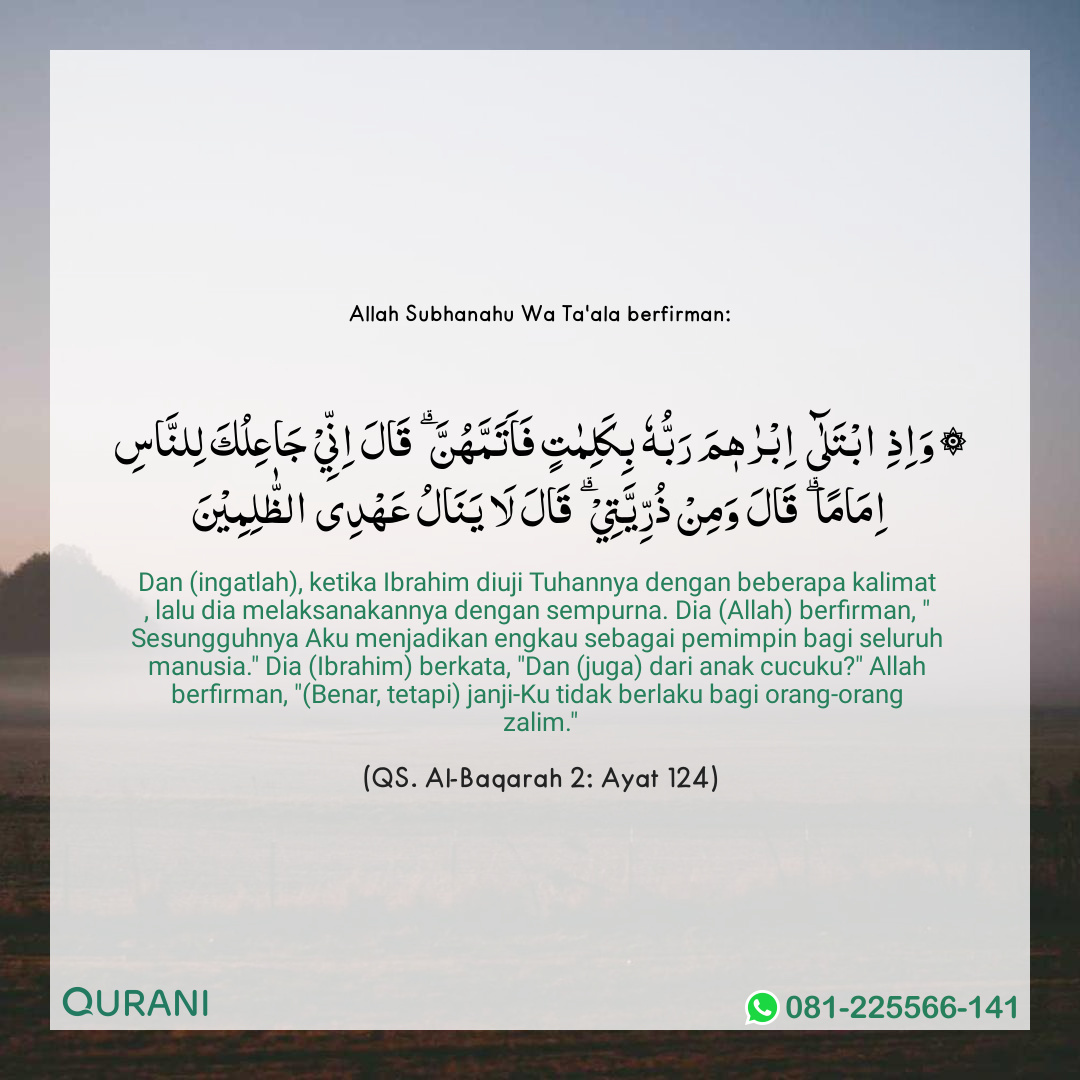 Allah Subhanahu Wa Ta'ala berfirman:
۞ وَاِذِ ابْتَلٰٓى اِبْرٰهٖمَ رَبُّهٗ بِكَلِمٰتٍ فَاَتَمَّهُنَّ ۗ قَالَ اِنِّيْ جَاعِلُكَ لِلنَّاسِ
اِمَامًا ۗ قَالَ وَمِنْ ذُرِّيَّتِيْ ۗ قَالَ لَا يَنَالُ عَهْدِى الظّٰلِمِيْنَ
Dan (ingatlah), ketika Ibrahim diuji Tuhannya dengan beberapa kalimat
, lalu dia melaksanakannya dengan sempurna. Dia (Allah) berfirman, "
Sesungguhnya Aku menjadikan engkau sebagai pemimpin bagi seluruh
manusia." Dia (Ibrahim) berkata, "Dan (juga) dari anak cucuku?" Allah
berfirman, "(Benar, tetapi) janji-Ku tidak berlaku bagi orang-orang
zalim."
(QS. Al-Baqarah 2: Ayat 124)
QURANI
081-225566-141